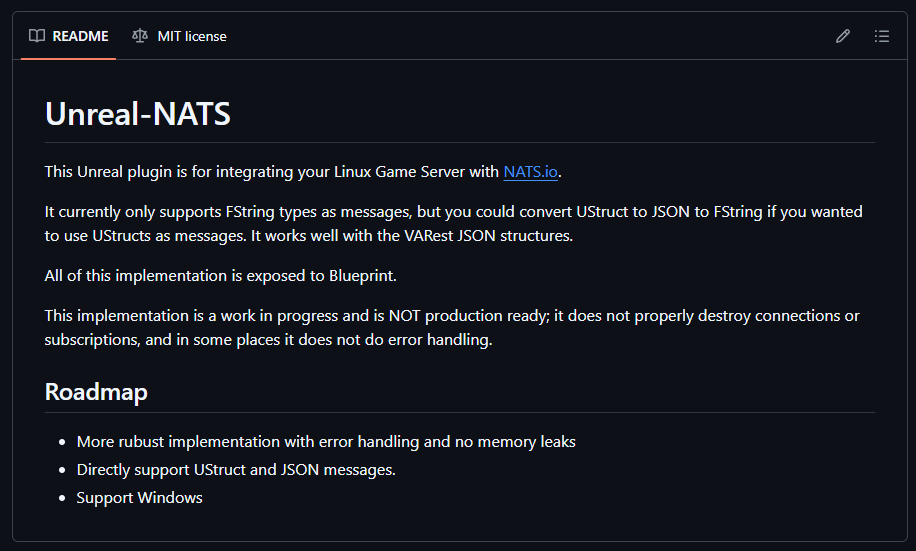 README
MIT license
Unreal-NATS
This Unreal plugin is for integrating your Linux Game Server with NATS.io.
It currently only supports FString types as messages, but you could convert UStruct to JSON to FString if you wanted
to use UStructs as messages. It works well with the VARest JSON structures.
All of this implementation is exposed to Blueprint.
This implementation is a work in progress and is NOT production ready; it does not properly destroy connections or
subscriptions, and in some places it does not do error handling.
Roadmap
• More rubust implementation with error handling and no memory leaks
• Directly support UStruct and JSON messages.
• Support Windows